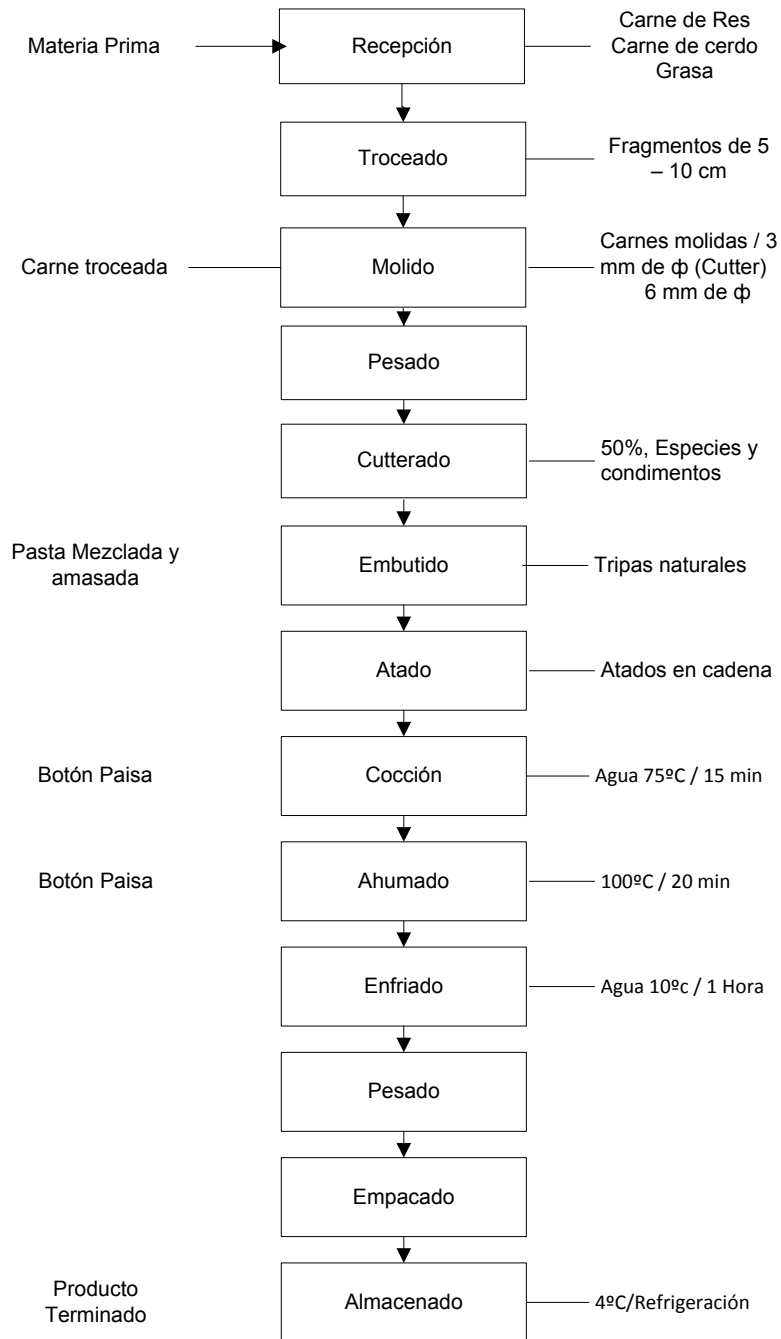 Materia Prima
Recepción
Carne de Res
Carne de cerdo
Grasa
Troceado
Fragmentos de 5
– 10 cm
Carne troceada
Molido
Carnes molidas / 3
mm de ф (Cutter)
6 mm de ф
Pesado
Cutterado
50%, Especies y
condimentos
Pasta Mezclada y
amasada
Embutido
Tripas naturales
Atado
Atados en cadena
Botón Paisa
Cocción
Agua 75ºC / 15 min
Botón Paisa
Ahumado
100ºC / 20 min
Enfriado
Agua 10ºc / 1 Hora
Pesado
Empacado
Producto
Terminado
Almacenado
4ºC/Refrigeración